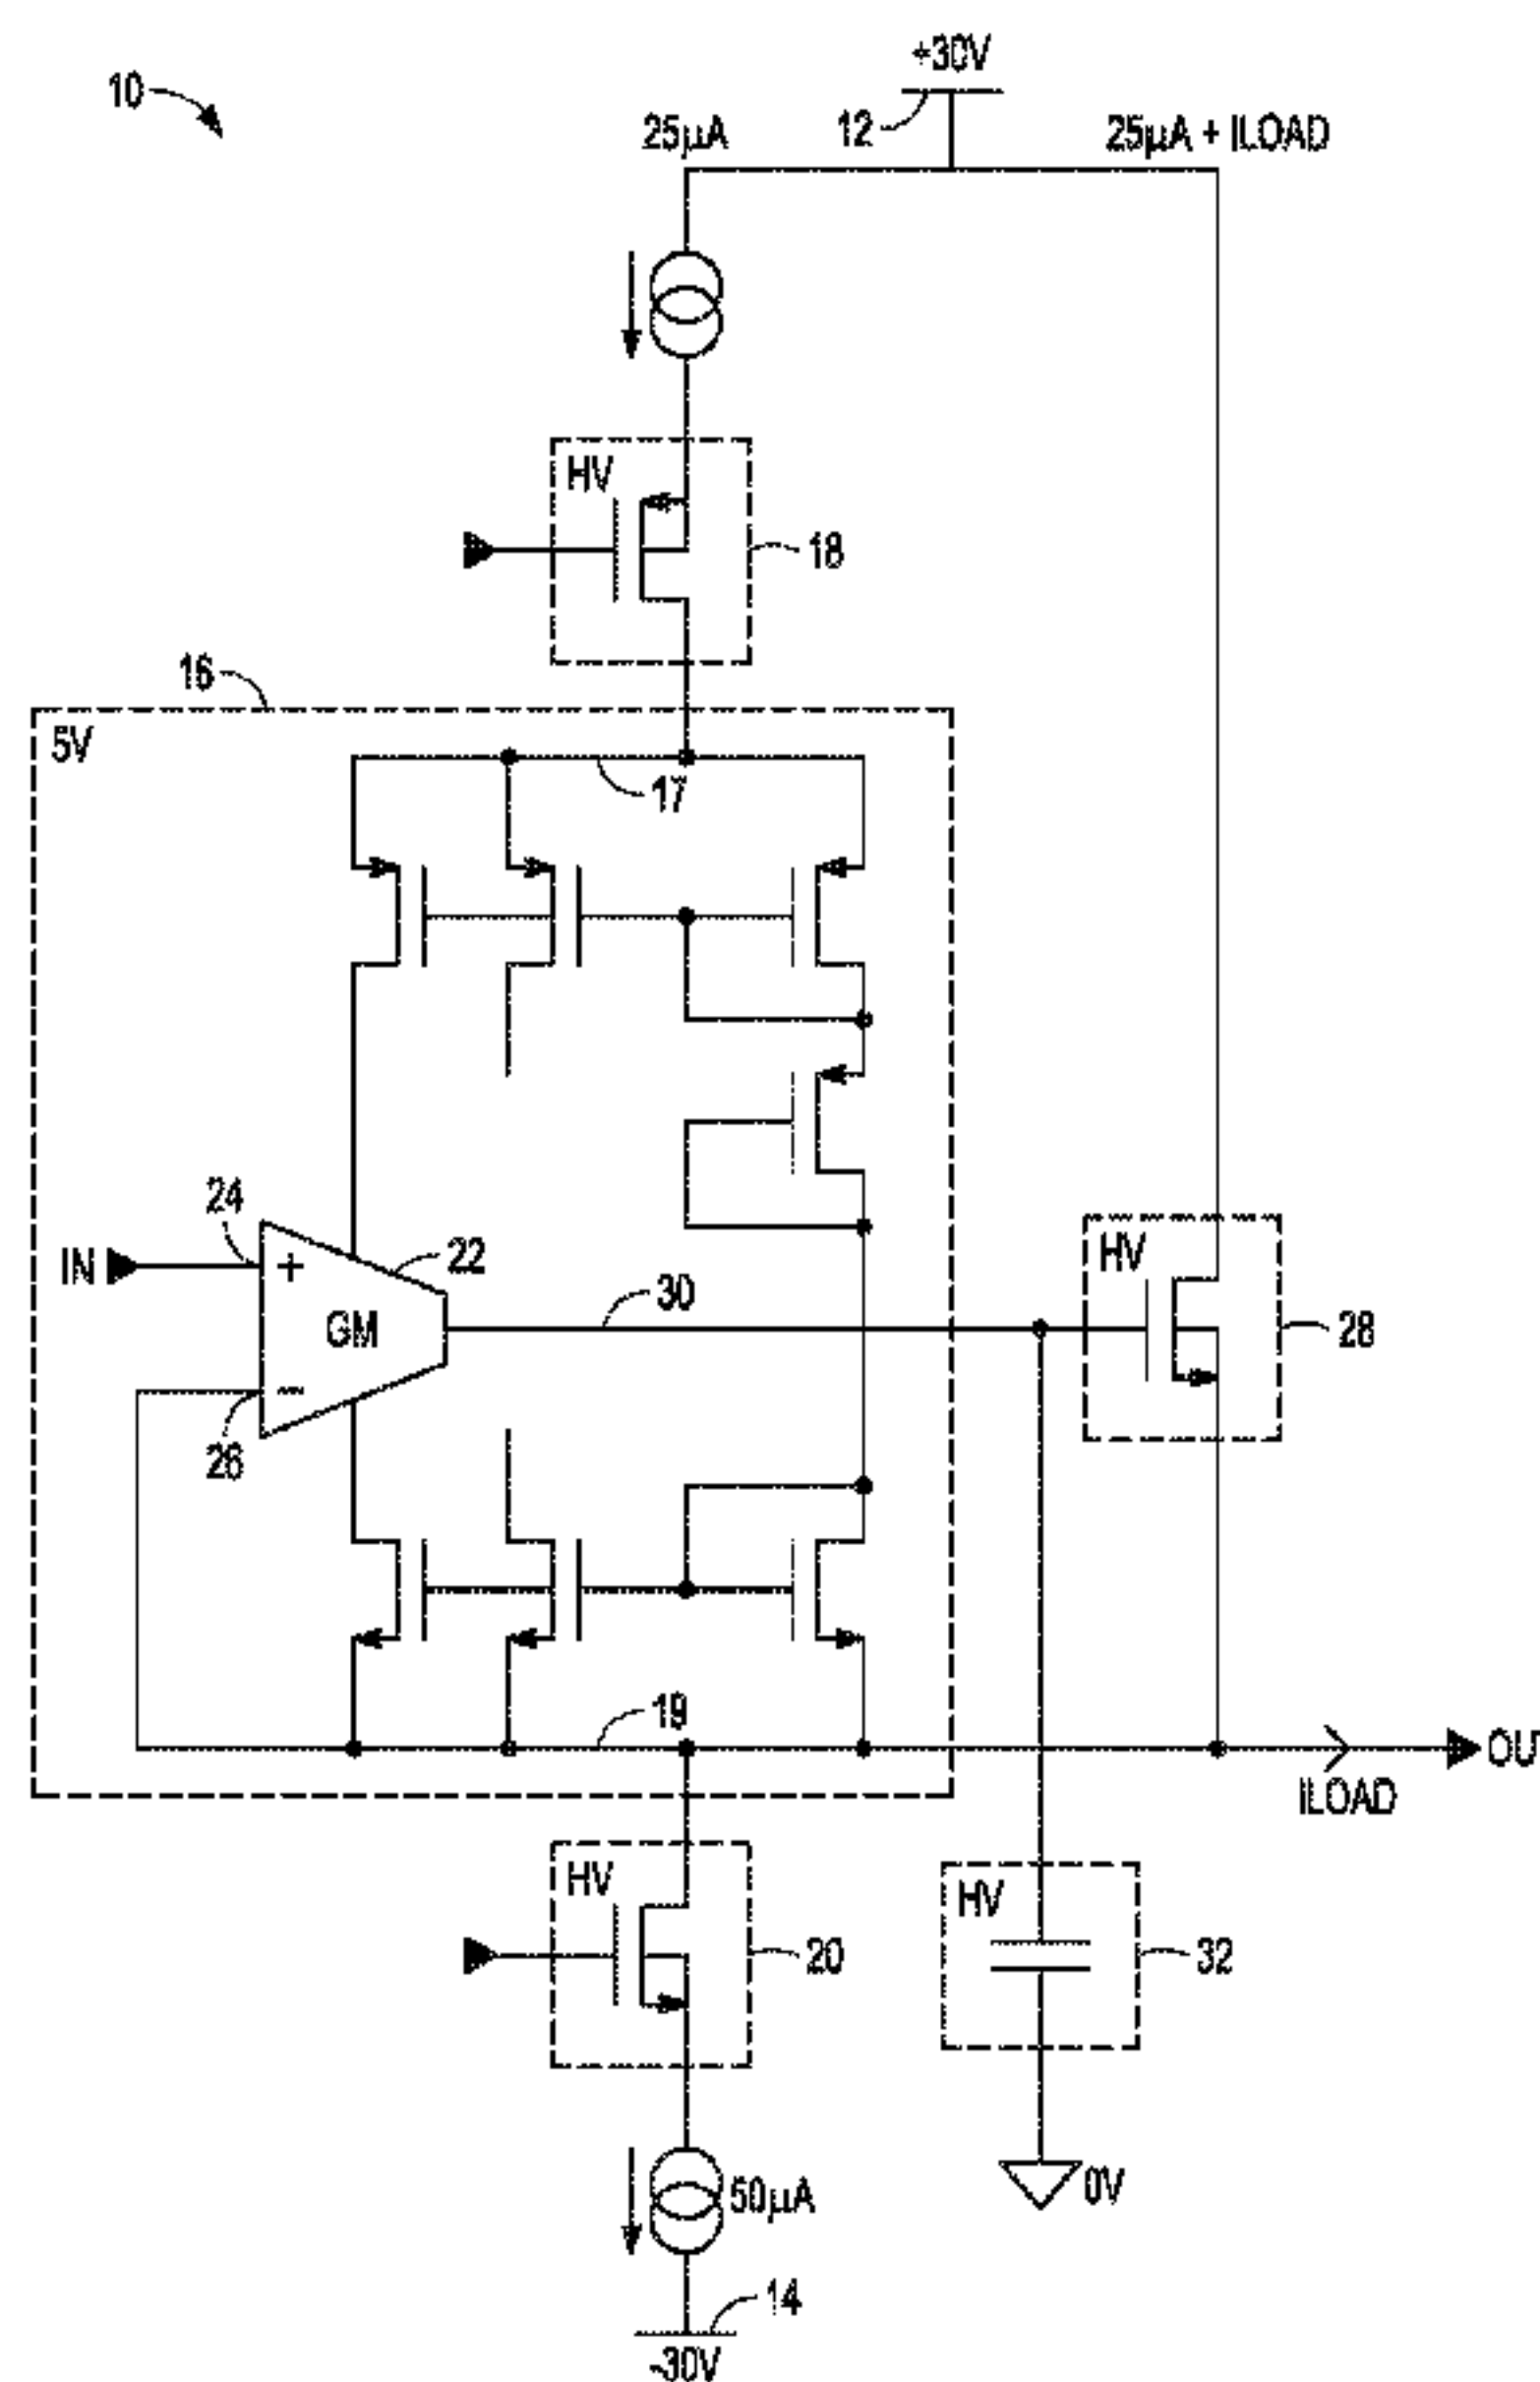 +30V
10
25µA
12
25µA + ILOAD
HV
18
16
5V
17
24
IN
+
22
GM
30
HV
28
–
26
19
OU
ILOAD
HV
20
HV
32
50µA
0V
14
-30V